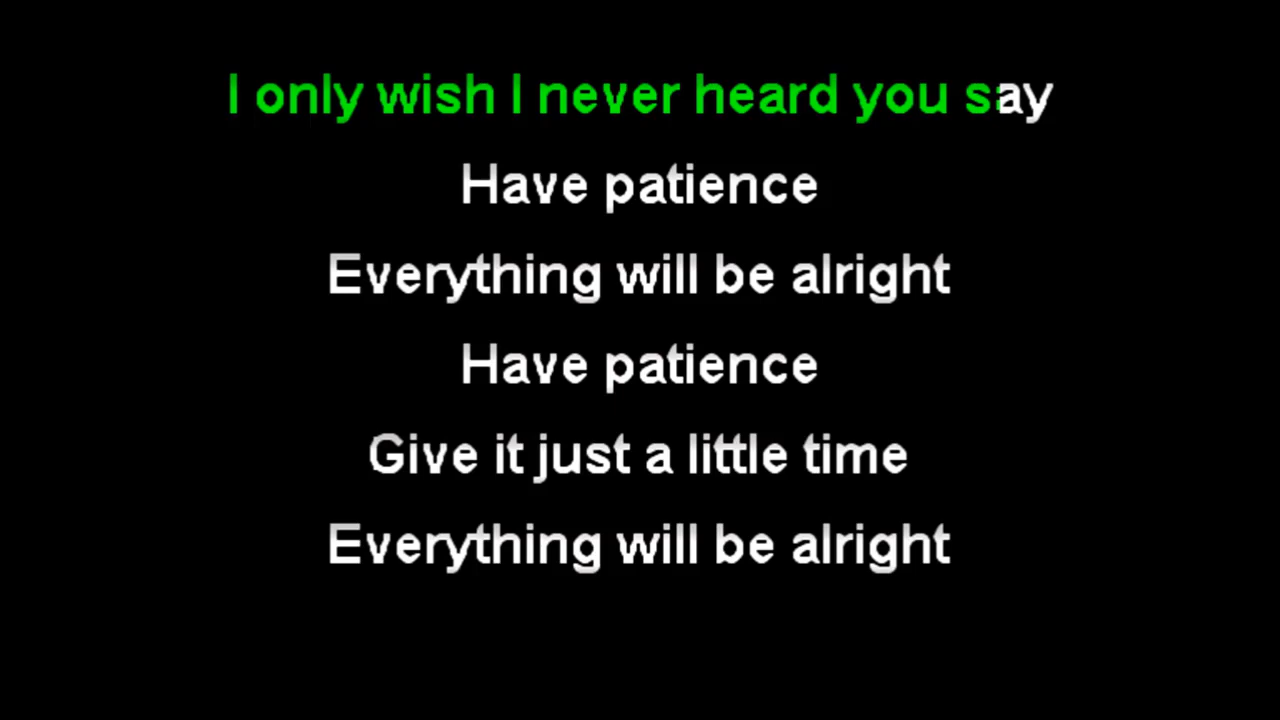 I only wish I never heard you say
Have patience
Everything will be alright
Have patience
Give it just a little time
Everything will be alright